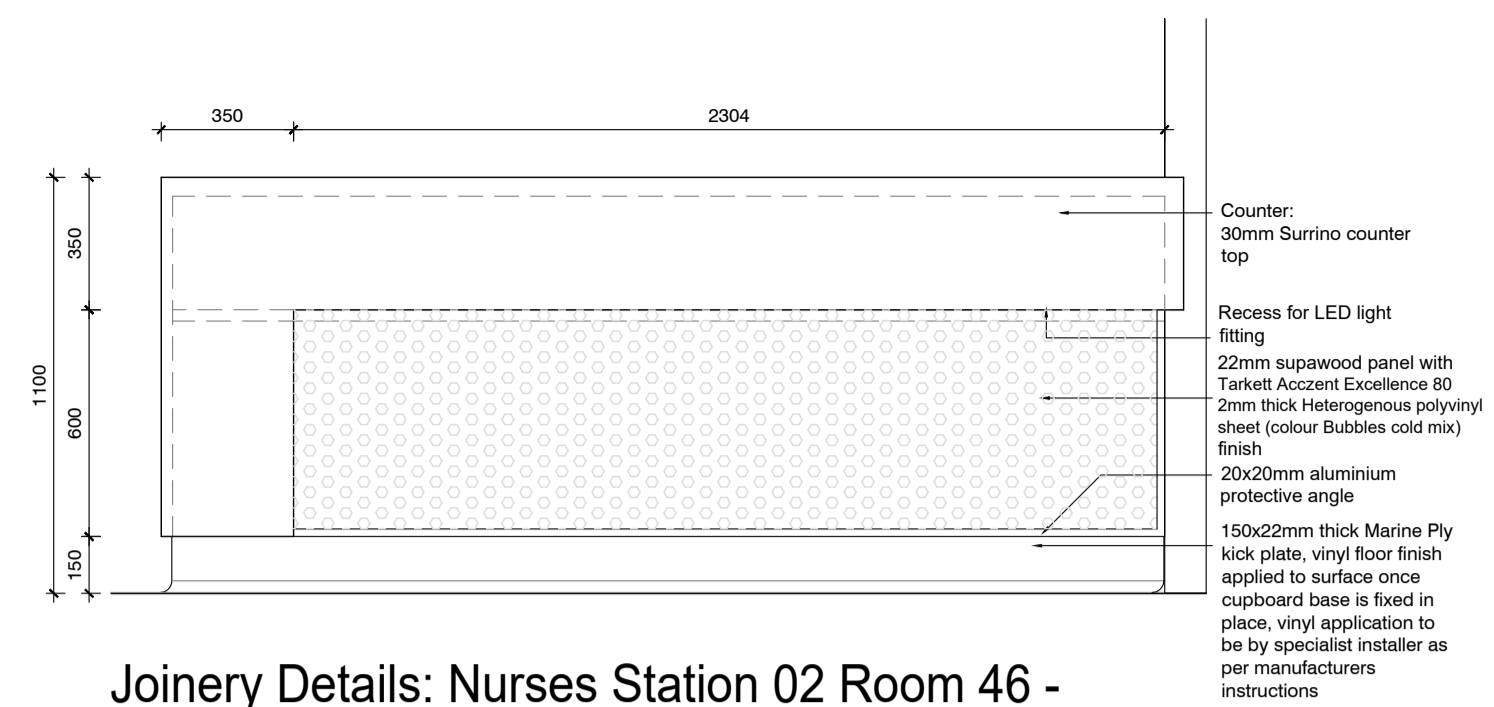 350
2304
350
600
1100
150
Counter:
30mm Surrino counter
top
Recess for LED light
fitting
22mm supawood panel with
Tarkett Acczent Excellence 80
2mm thick Heterogenous polyvinyl
sheet (colour Bubbles cold mix)
finish
20x20mm aluminium
protective angle
150x22mm thick Marine Ply
kick plate, vinyl floor finish
applied to surface once
cupboard base is fixed in
place, vinyl application to
be by specialist installer as
per manufacturers
instructions
Joinery Details: Nurses Station 02 Room 46 -